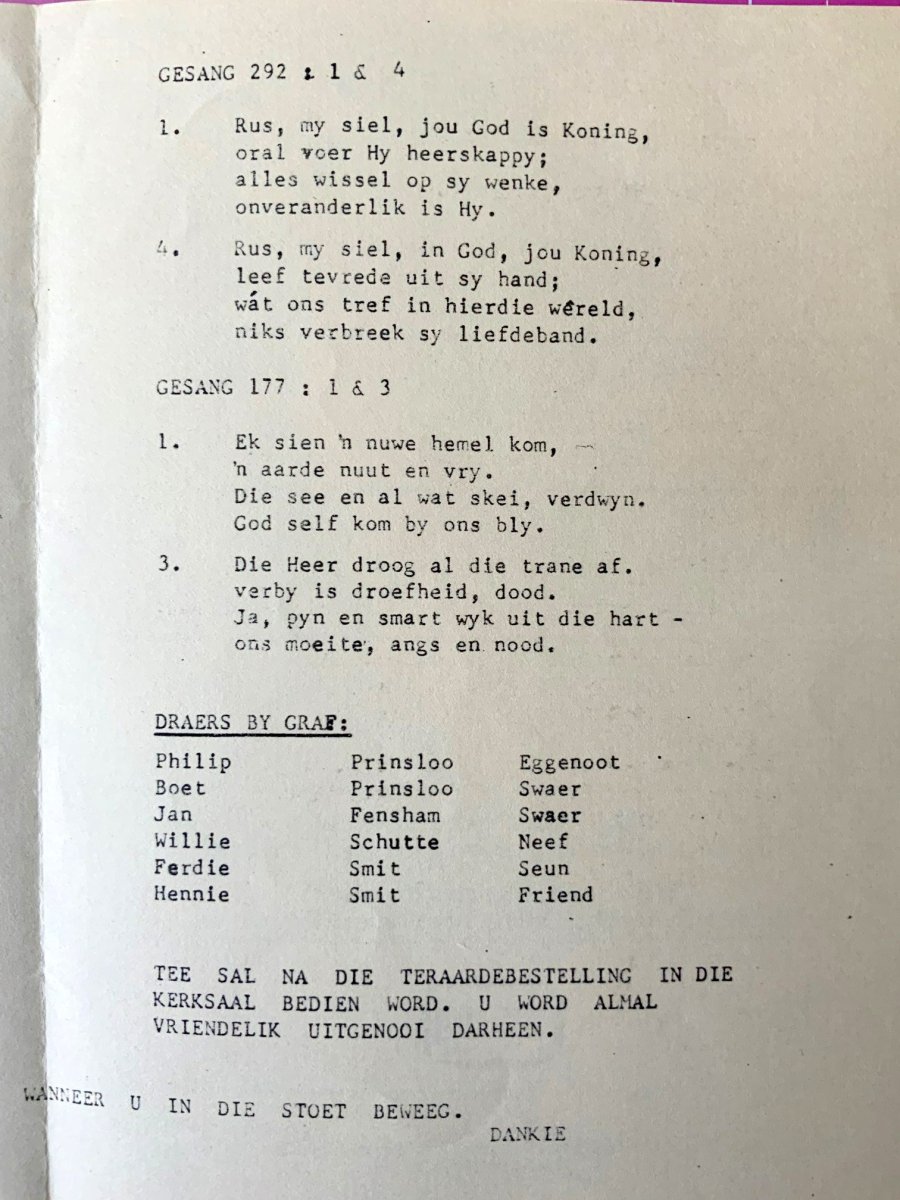 GESANG 292 : 1 & 4
1. Rus, my siel, jou God is Koning,
oral voer Hy heerskappy;
alles wissel op sy wenke,
onveranderlik is Hy.
4. Rus, my siel, in God, jou Koning,
leef tevrede uit sy hand;
wát ons tref in hierdie wêreld,
niks verbreek sy liefdeband.
GESANG 177 : 1 & 3
1. Ek sien 'n nuwe hemel kom,
'n aarde nuut en vry.
Die see en al wat skei, verdwyn.
God self kom by ons bly.
3. Die Heer droog al die trane af.
verby is droefheid, dood.
Ja, pyn en smart wyk uit die hart -
ons moeite, angs en nood.
DRAERS BY GRAF:
Philip Prinsloo Eggenoot
Boet Prinsloo Swaer
Jan Fensham Swaer
Willie Schutte Neef
Ferdie Smit Seun
Hennie Smit Friend
TEE SAL NA DIE TERAARDEBESTELLING IN DIE
KERKSAAL BEDIEN WORD. U WORD ALMAL
VRIENDELIK UITGENOOI DARHEEN.
WANNEER U IN DIE STOET BEWEEG.
DANKIE